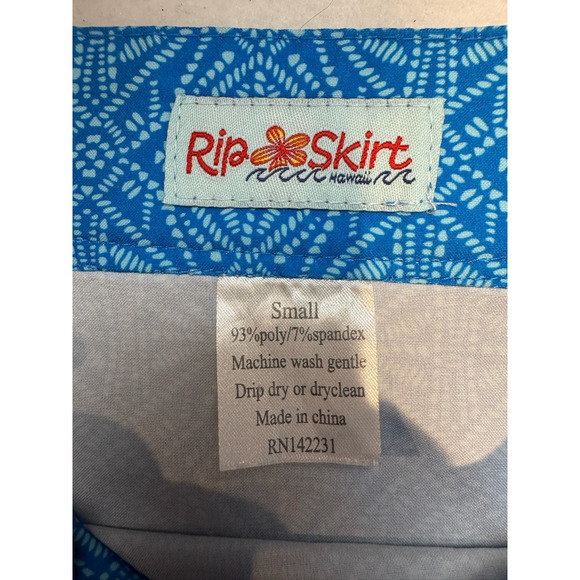 Rip Skirt
Hawaii
Small
93%poly/7%spandex
Machine wash gentle
Drip dry or dryclean
Made in china
RN142231